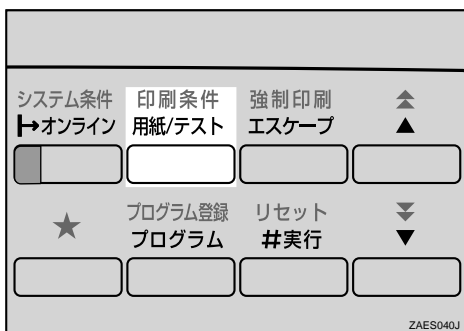 システム条件 印刷条件 強制印刷
オンライン 用紙/テスト エスケープ ▲
★ プログラム登録 リセット
プログラム #実行 ▼
ZAES040J